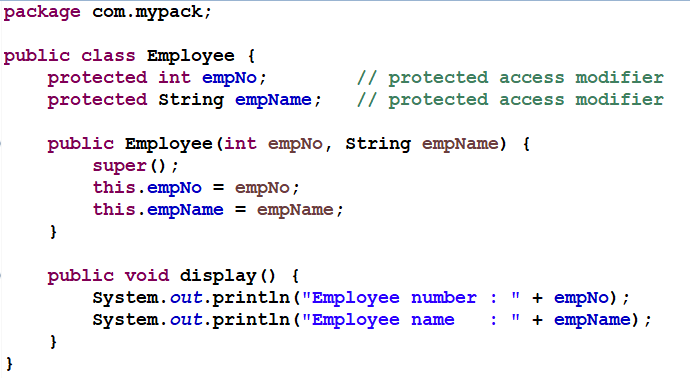 package com.mypack;

public class Employee {
    protected int empNo;        // protected access modifier
    protected String empName;   // protected access modifier

    public Employee(int empNo, String empName) {
        super();
        this.empNo = empNo;
        this.empName = empName;
    }

    public void display() {
        System.out.println("Employee number : " + empNo);
        System.out.println("Employee name   : " + empName);
    }
}